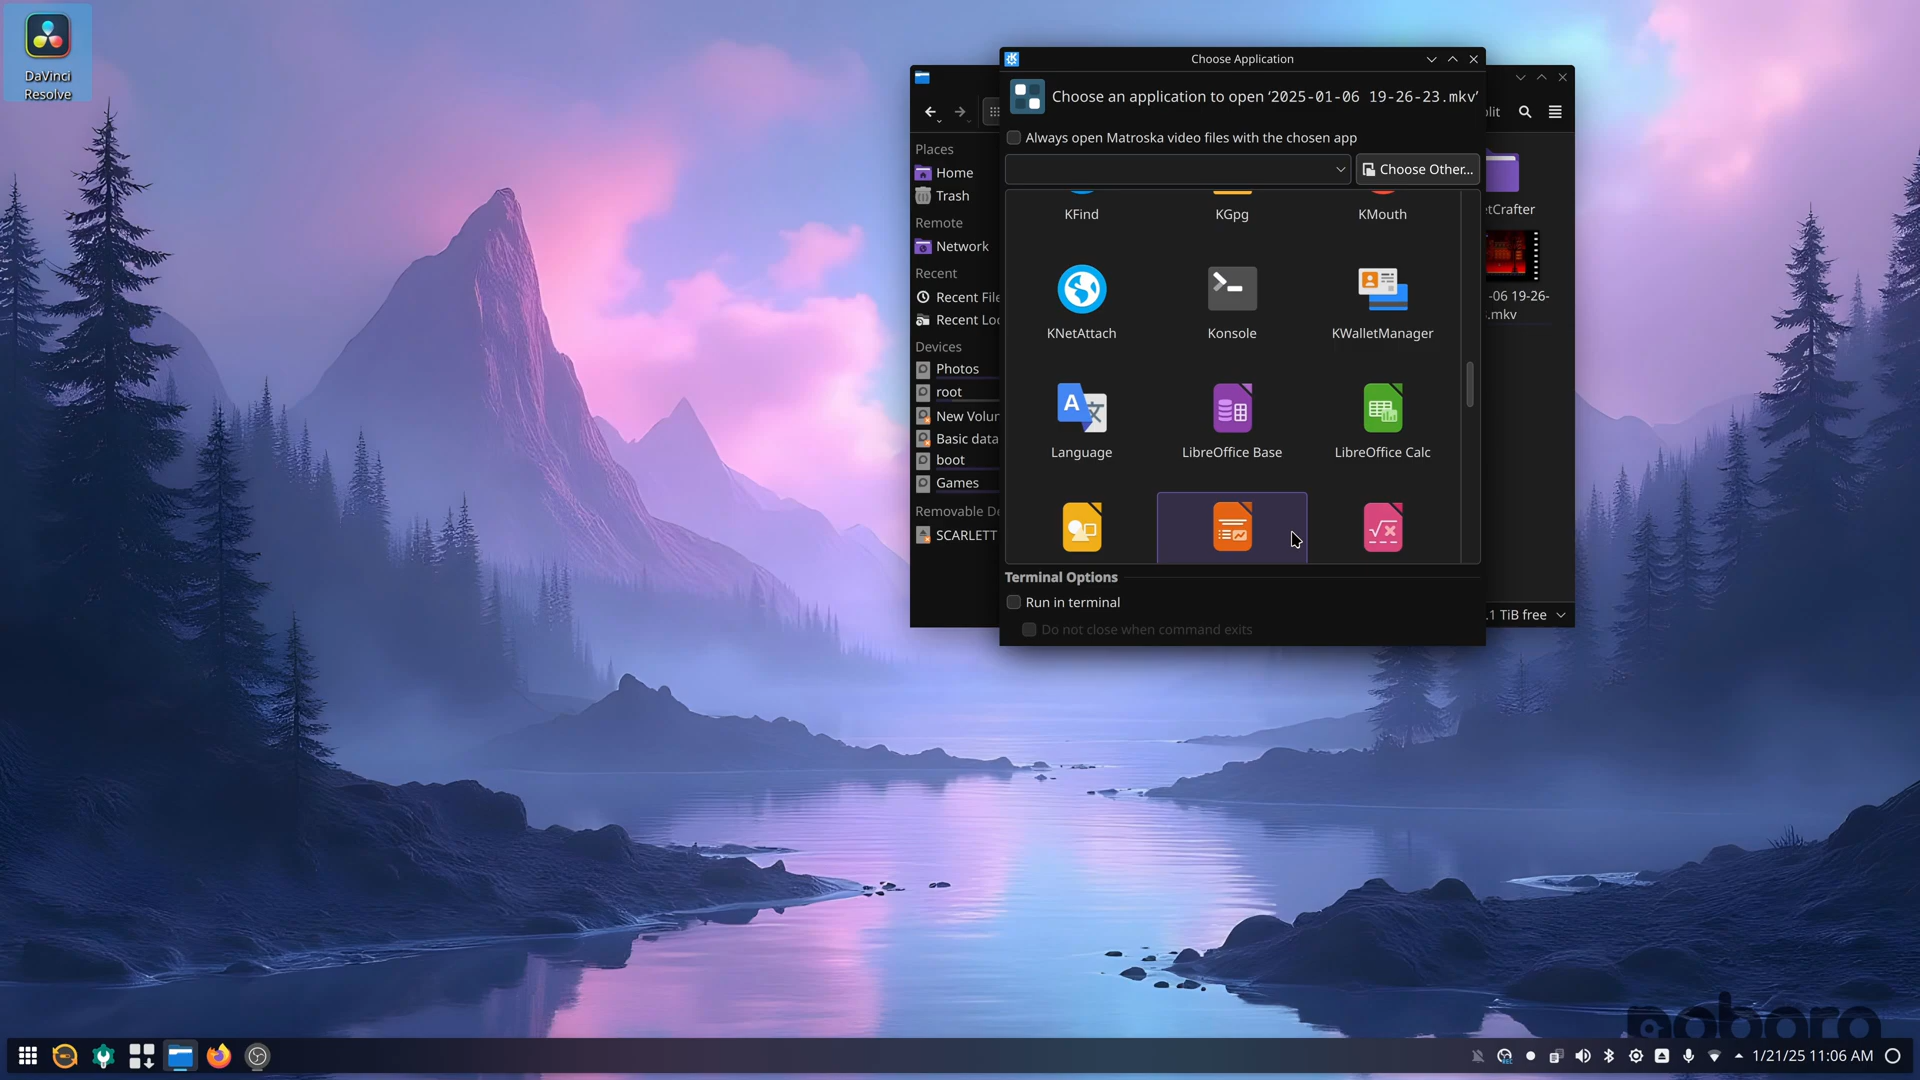 DaVinci
Resolve
Choose Application
Choose an application to open ‘2025-01-06 19-26-23.mkv’
Always open Matroska video files with the chosen app
Choose Other...
KFind
KGpg
KMouth
KNetAttach
Konsole
KWalletManager
Language
LibreOffice Base
LibreOffice Calc
Terminal Options
Run in terminal
Do not close when command exits
Places
Home
Trash
Remote
Network
Recent
Recent File
Recent Loc
Devices
Photos
root
New Volun
Basic data
boot
Games
Removable De
SCARLETT
lit
tCrafter
-06 19-26-
.mkv
.1 TiB free
nobara
1/21/25 11:06 AM